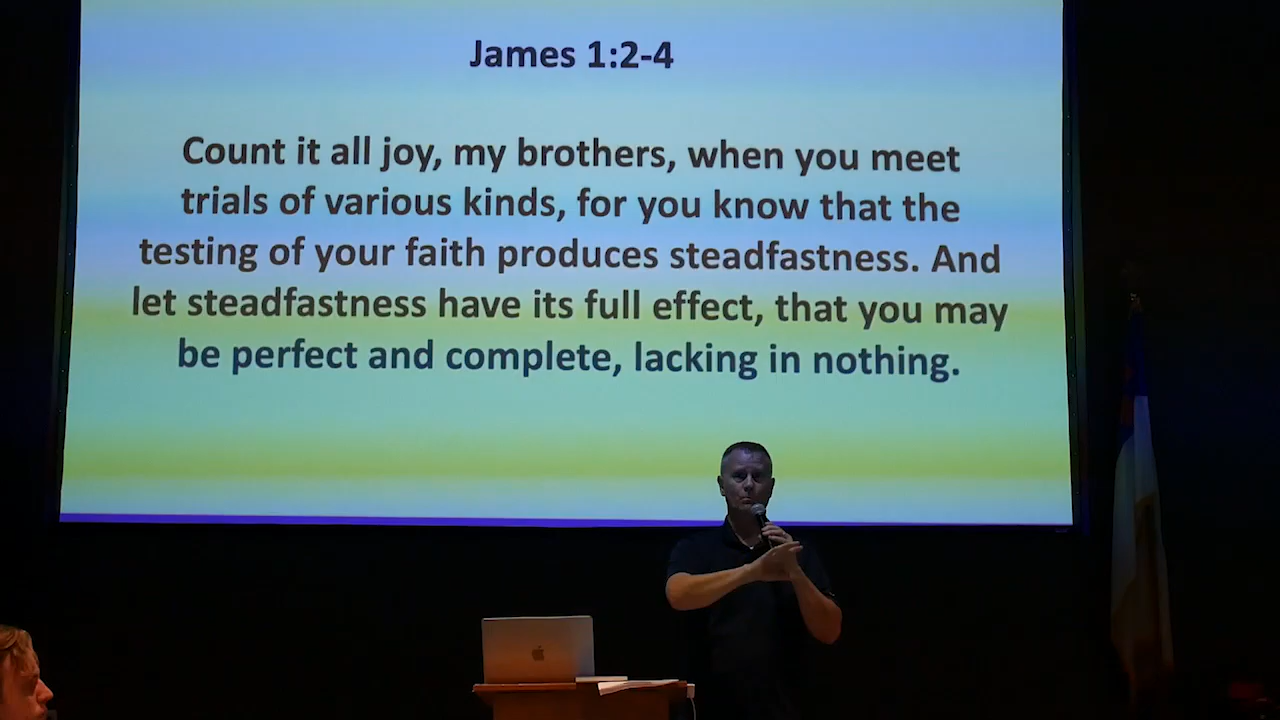 James 1:2-4
Count it all joy, my brothers, when you meet
trials of various kinds, for you know that the
testing of your faith produces steadfastness. And
let steadfastness have its full effect, that you may
be perfect and complete, lacking in nothing.